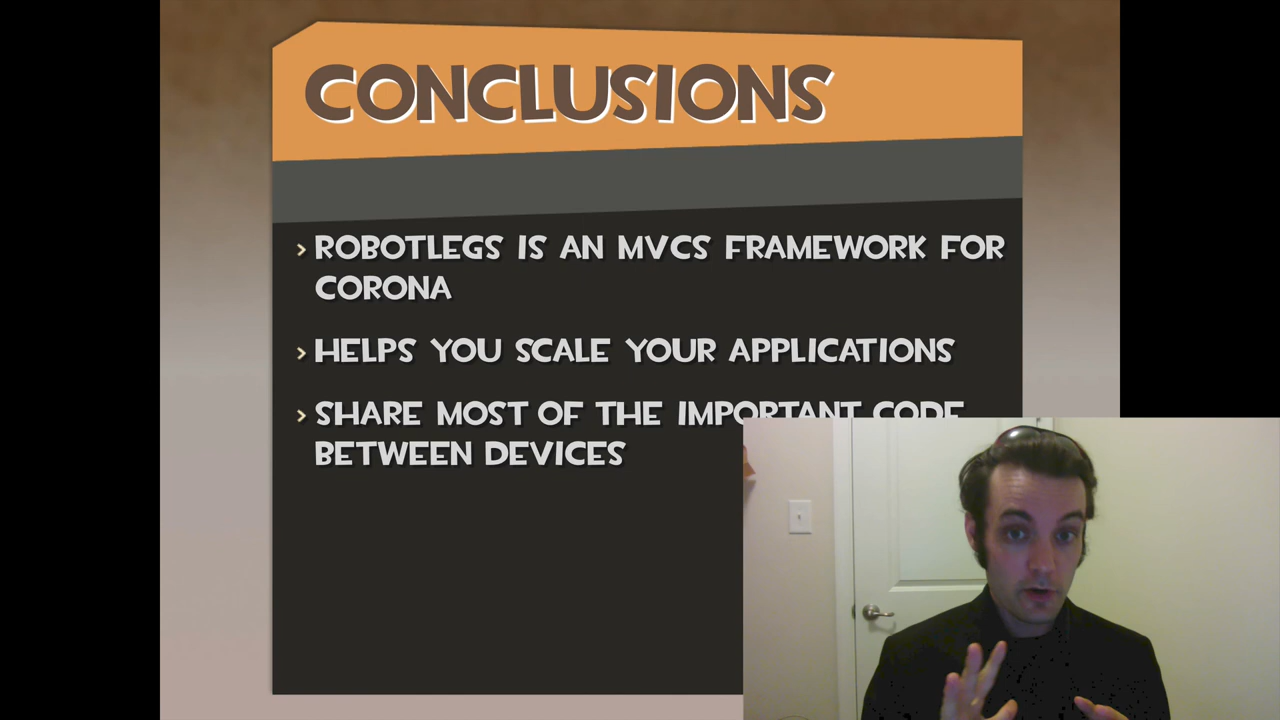 CONCLUSIONS
› ROBOTLEGS IS AN MVCS FRAMEWORK FOR
CORONA
› HELPS YOU SCALE YOUR APPLICATIONS
› SHARE MOST OF THE IMPORTANT CODE
BETWEEN DEVICES